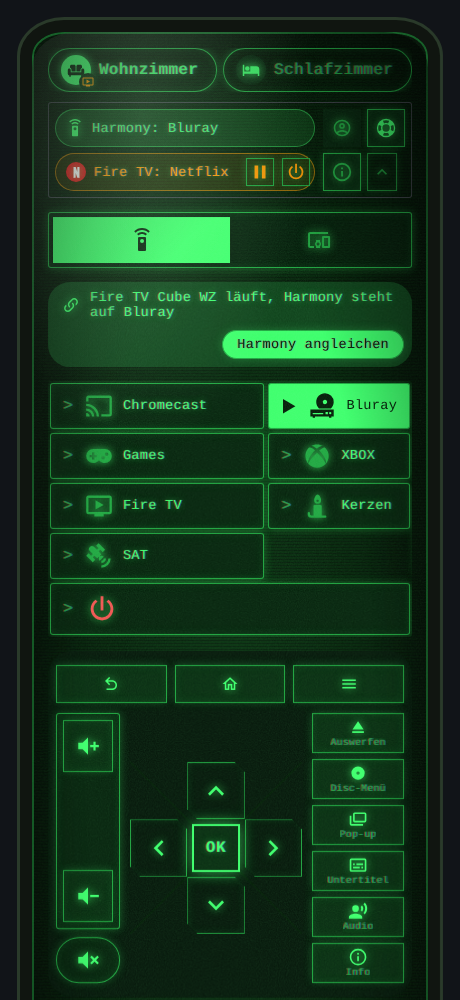 Wohnzimmer
Schlafzimmer
Harmony: Bluray
N Fire TV: Netflix
Fire TV Cube WZ läuft, Harmony steht
auf Bluray
Harmony angleichen
> Chromecast
Bluray
> Games
> XBOX
> Fire TV
> Kerzen
> SAT
>
Auswerfen
Disc-Menü
Pop-up
OK
Untertitel
Audio
Info